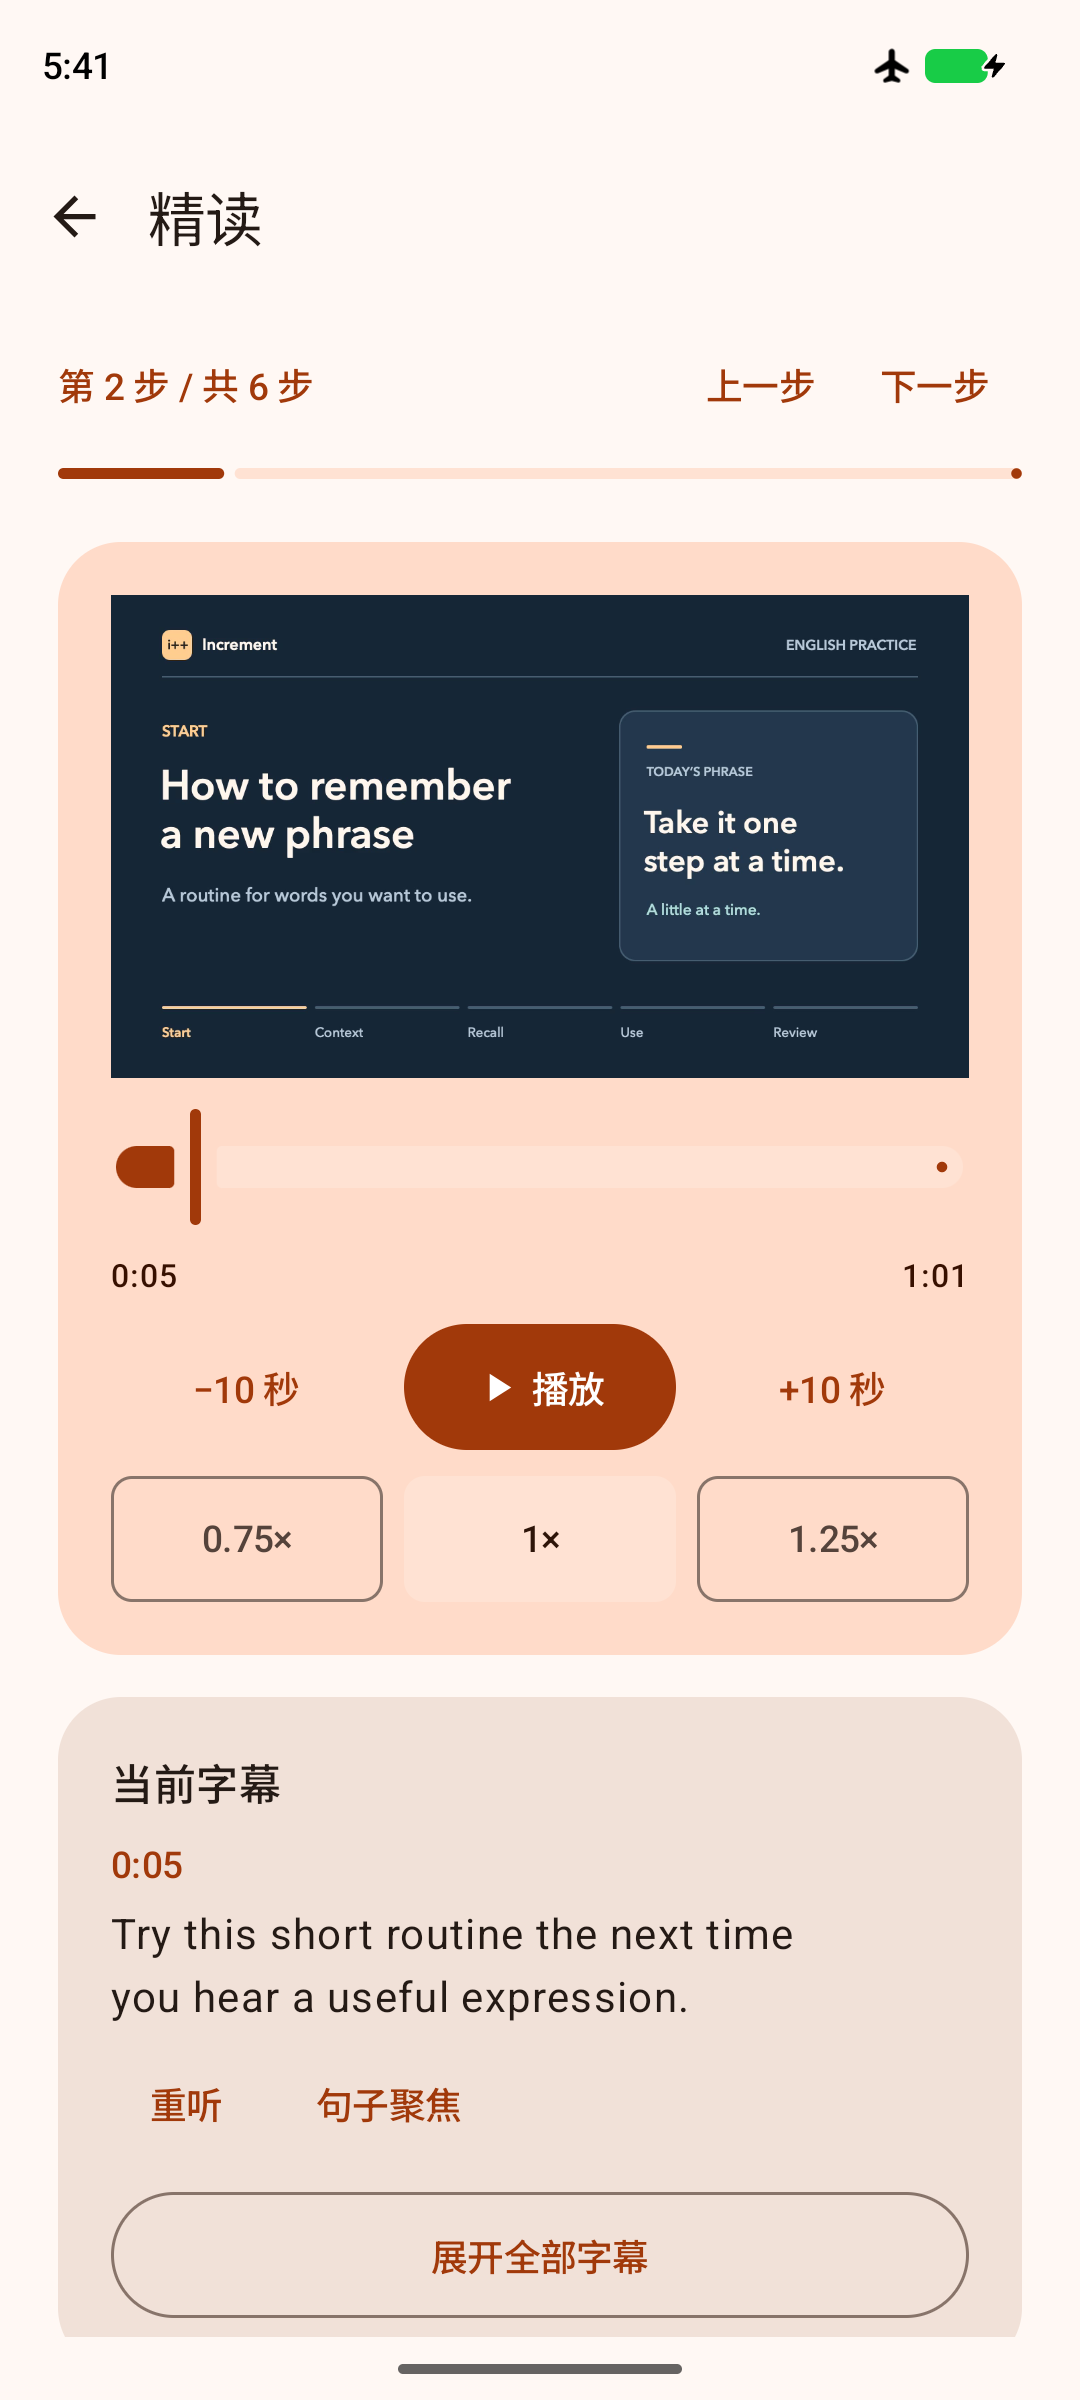 5:41
精读
第 2 步 / 共 6 步 上一步 下一步
i++ Increment ENGLISH PRACTICE
START
How to remember
a new phrase
A routine for words you want to use.
TODAY'S PHRASE
Take it one
step at a time.
A little at a time.
Start Context Recall Use Review
0:05 1:01
−10 秒 播放 +10 秒
0.75× 1× 1.25×
当前字幕
0:05
Try this short routine the next time
you hear a useful expression.
重听 句子聚焦
展开全部字幕